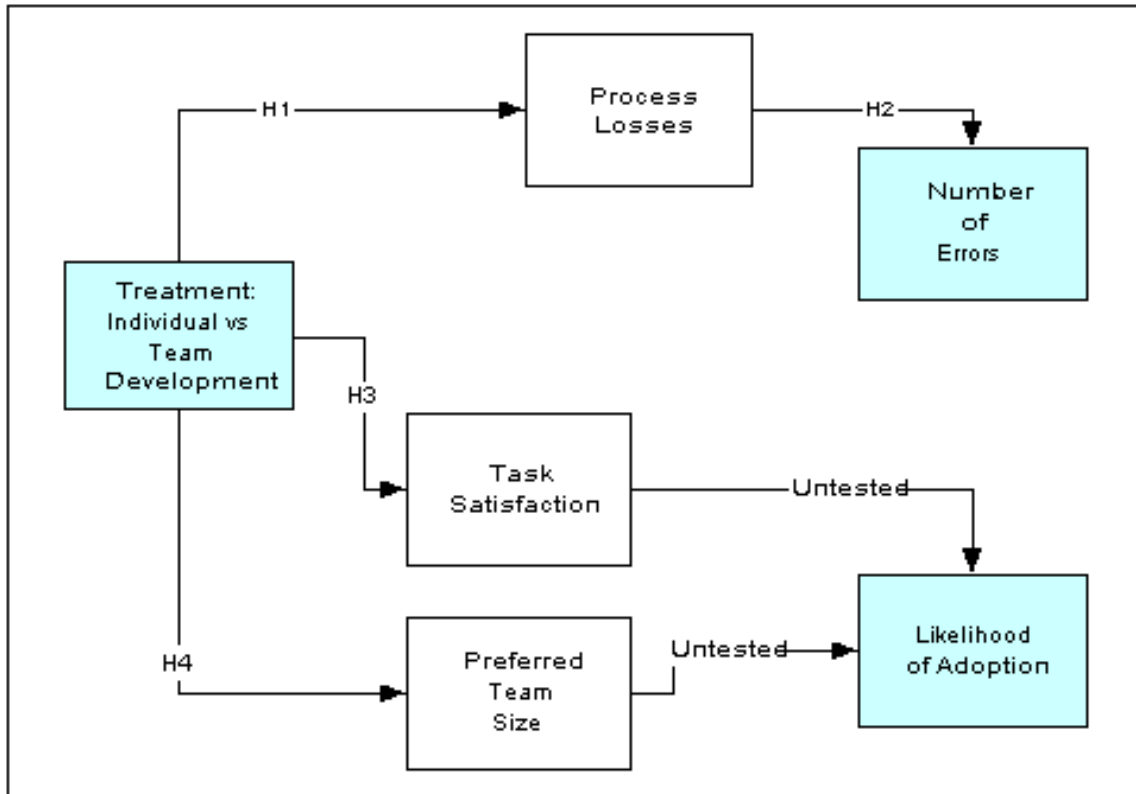 H1
Process
Losses
H2
Number
of
Errors
Treatment:
Individual vs
Team
Development
H3
Task
Satisfaction
Untested
H4
Preferred
Team
Size
Untested
Likelihood
of Adoption